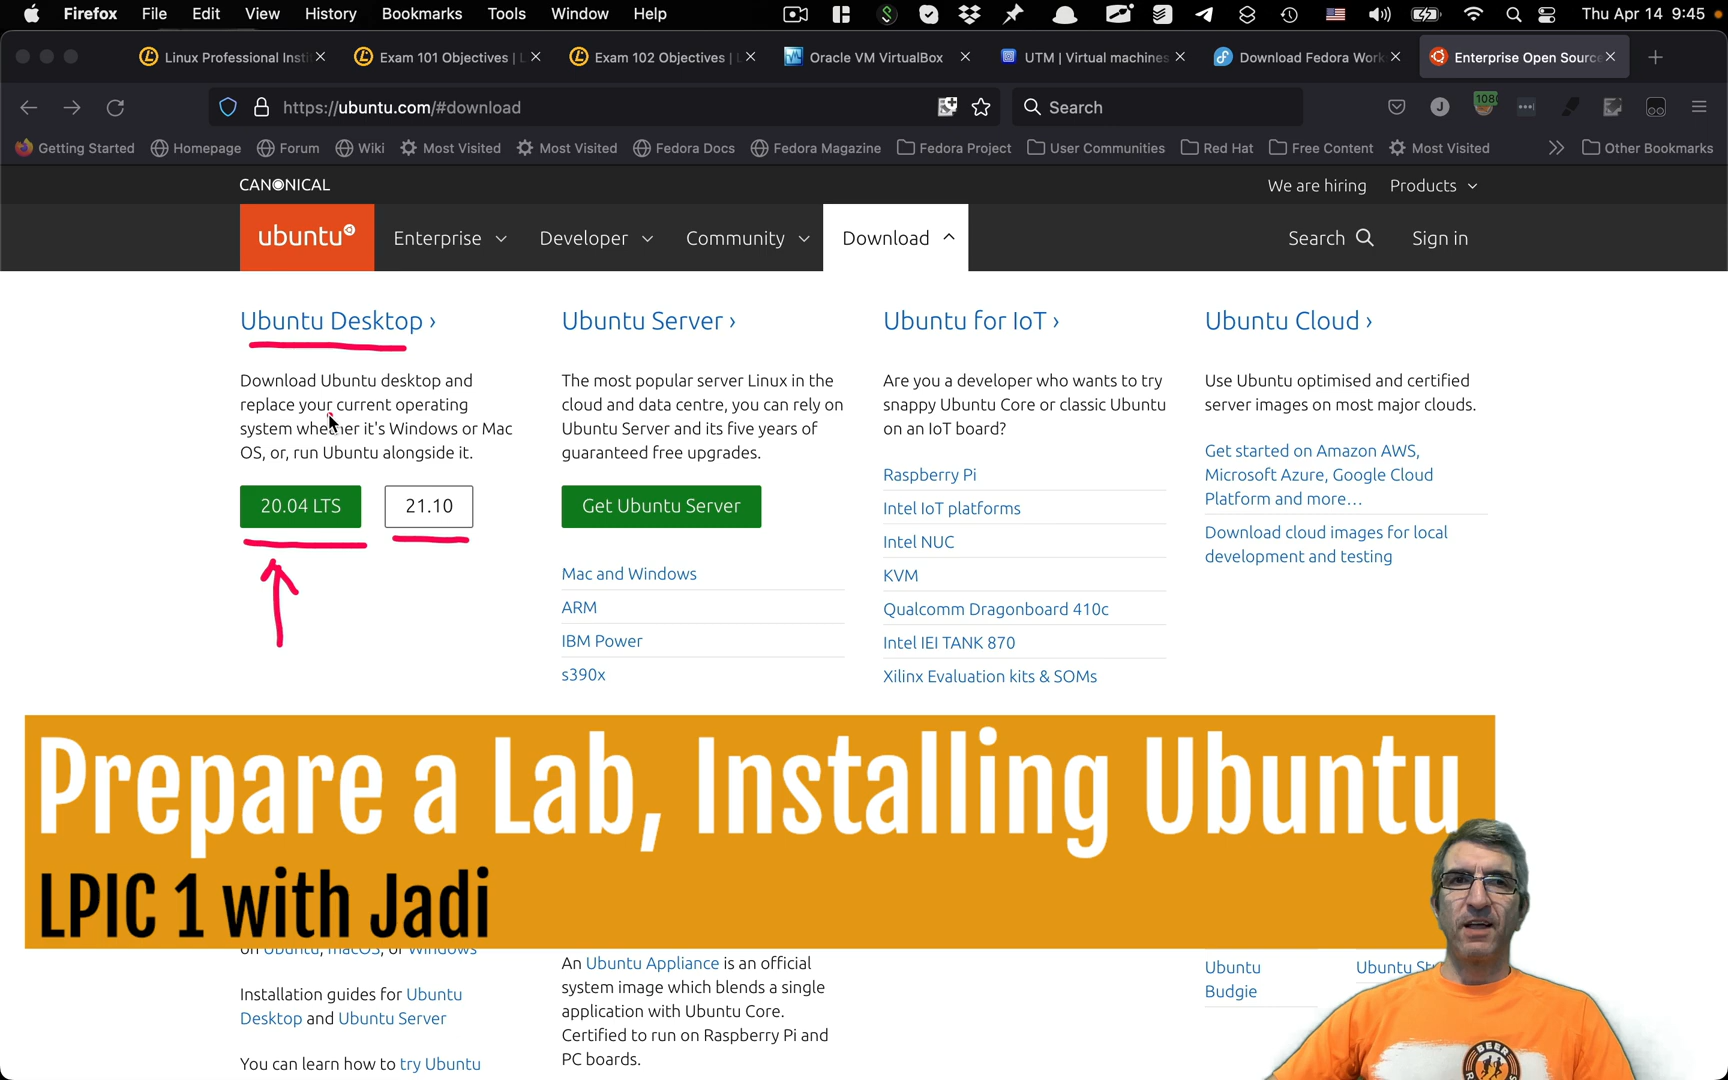 Firefox File Edit View History Bookmarks Tools Window Help Thu Apr 14 9:45
Linux Professional Insti Exam 101 Objectives | L Exam 102 Objectives | L Oracle VM VirtualBox UTM | Virtual machines Download Fedora Work Enterprise Open Source
https://ubuntu.com/#download Search 108 J
Getting Started Homepage Forum Wiki Most Visited Most Visited Fedora Docs Fedora Magazine Fedora Project User Communities Red Hat Free Content Most Visited Other Bookmarks
CANONICAL We are hiring Products
ubuntu Enterprise Developer Community Download Search Sign in
Ubuntu Desktop ›
Download Ubuntu desktop and
replace your current operating
system whether it's Windows or Mac
OS, or, run Ubuntu alongside it.
20.04 LTS 21.10
Ubuntu Server ›
The most popular server Linux in the
cloud and data centre, you can rely on
Ubuntu Server and its five years of
guaranteed free upgrades.
Get Ubuntu Server
Mac and Windows
ARM
IBM Power
s390x
Ubuntu for IoT ›
Are you a developer who wants to try
snappy Ubuntu Core or classic Ubuntu
on an IoT board?
Raspberry Pi
Intel IoT platforms
Intel NUC
KVM
Qualcomm Dragonboard 410c
Intel IEI TANK 870
Xilinx Evaluation kits & SOMs
Ubuntu Cloud ›
Use Ubuntu optimised and certified
server images on most major clouds.
Get started on Amazon AWS,
Microsoft Azure, Google Cloud
Platform and more…
Download cloud images for local
development and testing
Prepare a Lab, Installing Ubuntu
LPIC 1 with Jadi
on Ubuntu, macOS, or Windows
Installation guides for Ubuntu
Desktop and Ubuntu Server
You can learn how to try Ubuntu
An Ubuntu Appliance is an official
system image which blends a single
application with Ubuntu Core.
Certified to run on Raspberry Pi and
PC boards.
Ubuntu
Budgie
Ubuntu St
BEER